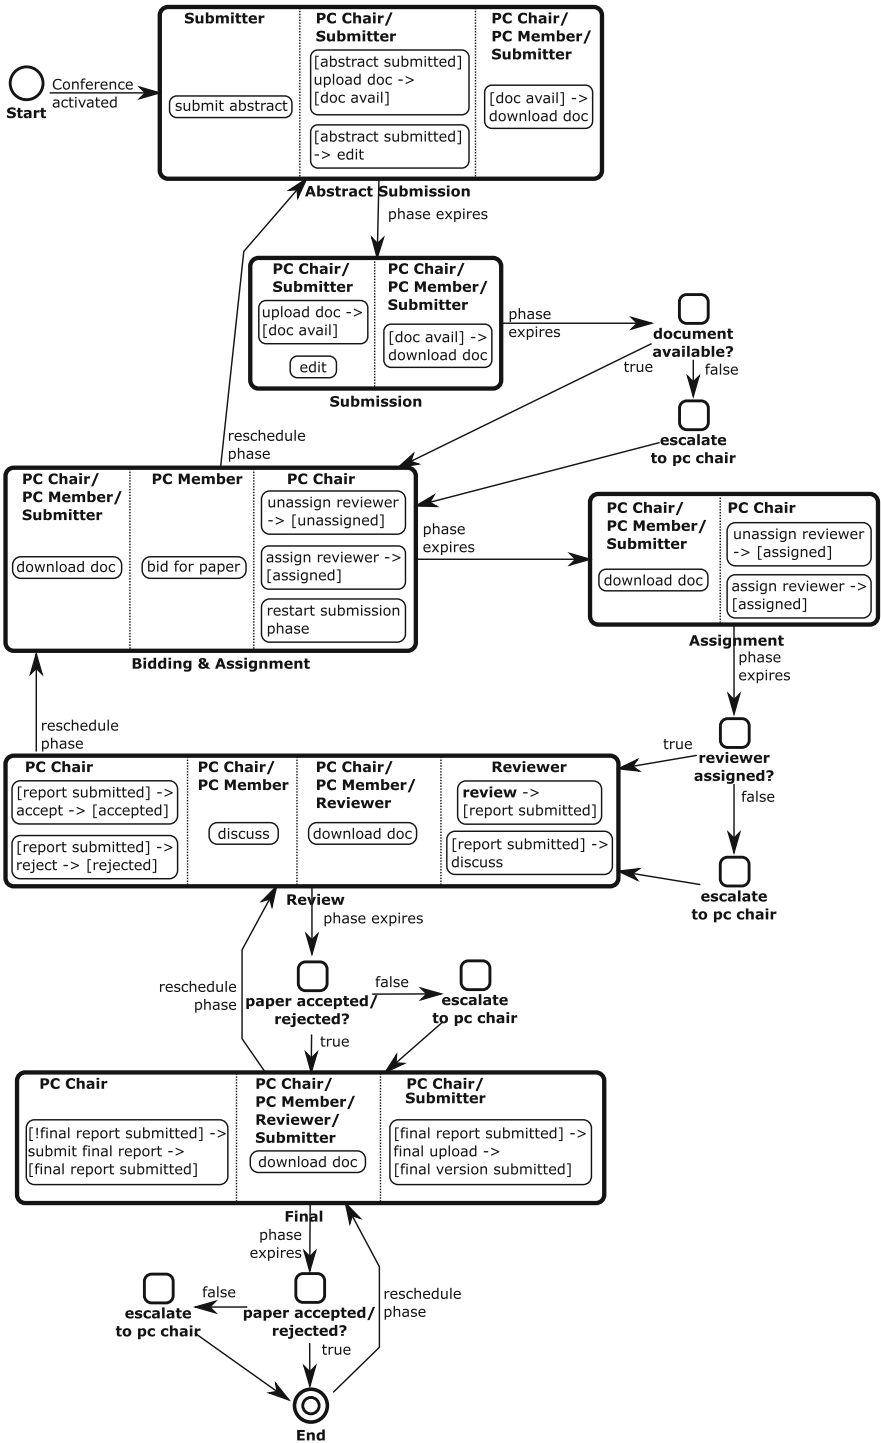 Start
Conference
activated
Submitter
submit abstract
PC Chair/
Submitter
[abstract submitted]
upload doc ->
[doc avail]
[abstract submitted]
-> edit
PC Chair/
PC Member/
Submitter
[doc avail] ->
download doc
Abstract Submission
phase expires
PC Chair/
Submitter
upload doc ->
[doc avail]
edit
PC Chair/
PC Member/
Submitter
[doc avail] ->
download doc
Submission
phase
expires
document
available?
true
false
escalate
to pc chair
reschedule
phase
PC Chair/
PC Member/
Submitter
download doc
PC Member
bid for paper
PC Chair
unassign reviewer
-> [unassigned]
assign reviewer ->
[assigned]
restart submission
phase
Bidding & Assignment
phase
expires
PC Chair/
PC Member/
Submitter
download doc
PC Chair
unassign reviewer
-> [assigned]
assign reviewer ->
[assigned]
Assignment
phase
expires
reviewer
assigned?
true
false
escalate
to pc chair
reschedule
phase
PC Chair
[report submitted] ->
accept -> [accepted]
[report submitted] ->
reject -> [rejected]
PC Chair/
PC Member
discuss
PC Chair/
PC Member/
Reviewer
download doc
Reviewer
review ->
[report submitted]
[report submitted] ->
discuss
Review
phase expires
reschedule
phase
paper accepted/
rejected?
false
escalate
to pc chair
true
PC Chair
[!final report submitted] ->
submit final report ->
[final report submitted]
PC Chair/
PC Member/
Reviewer/
Submitter
download doc
PC Chair/
Submitter
[final report submitted] ->
final upload ->
[final version submitted]
Final
phase
expires
paper accepted/
rejected?
false
escalate
to pc chair
true
reschedule
phase
End